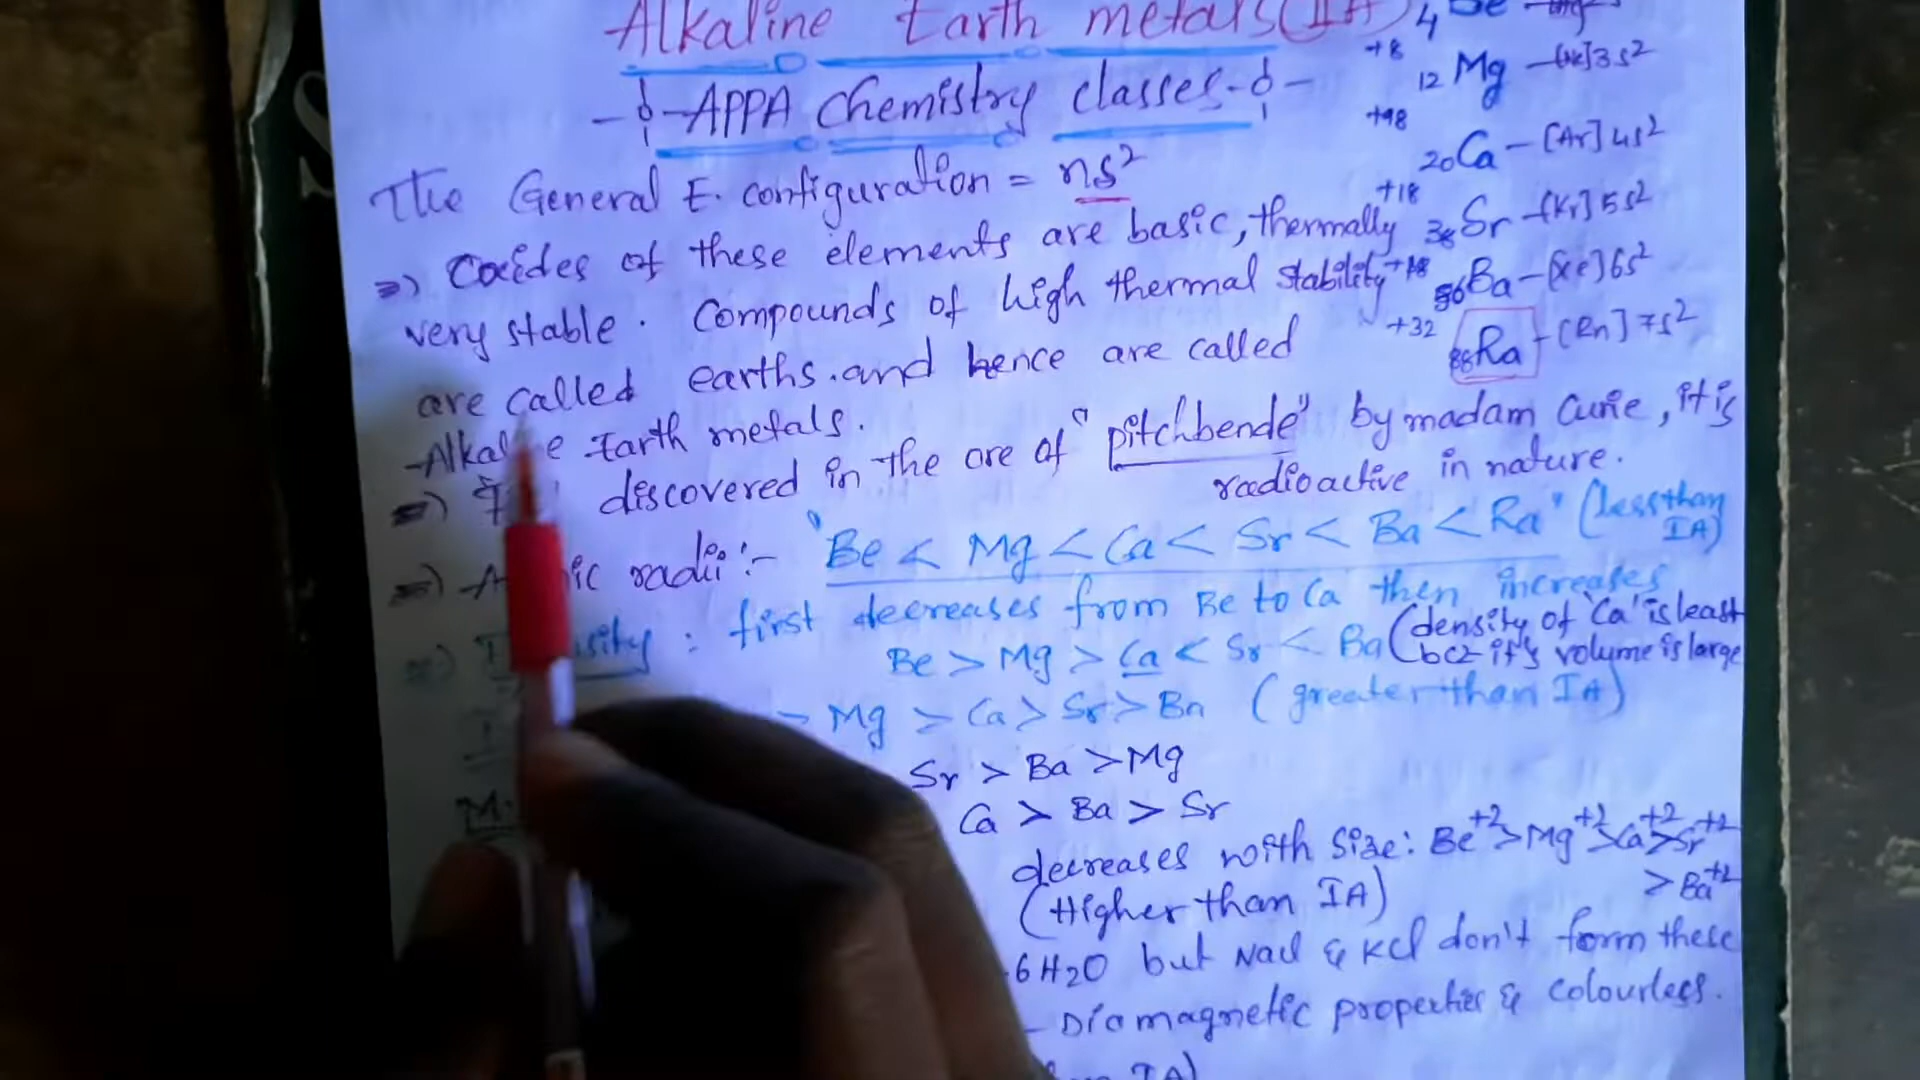 Alkaline Earth metals (IIA)
-APPA Chemistry classes-
The General E. configuration = ns²
=) Oxides of these elements are basic, thermally
very stable. Compounds of high thermal stability
are called earths. and hence are called
Alkaline Earth metals.
=) discovered in the ore of "Pitchbende" by madam Curie, it is
radioactive in nature.
=) radii :- "Be < Mg < Ca < Sr < Ba < Ra" (less than
IA)
: first decreases from Be to Ca then increases
Be > Mg > Ca < Sr < Ba (density of 'Ca' is least
bcz it's volume is large
> Mg > Ca > Sr > Ba (greater than IA)
Sr > Ba > Mg
Ca > Ba > Sr
decreases with size: Be⁺² > Mg⁺² > Ca⁺² > Sr⁺²
> Ba⁺²
(Higher than IA)
6H2O but Nacl & KCl don't form these
- Diamagnetic properties & colourless.
IA)
4 Be
+8
12 Mg - [Ne]3s²
+18
20 Ca - [Ar]4s²
+18
38 Sr - [Kr]5s²
+18
56 Ba - [Xe]6s²
+32
88 Ra - [Rn]7s²